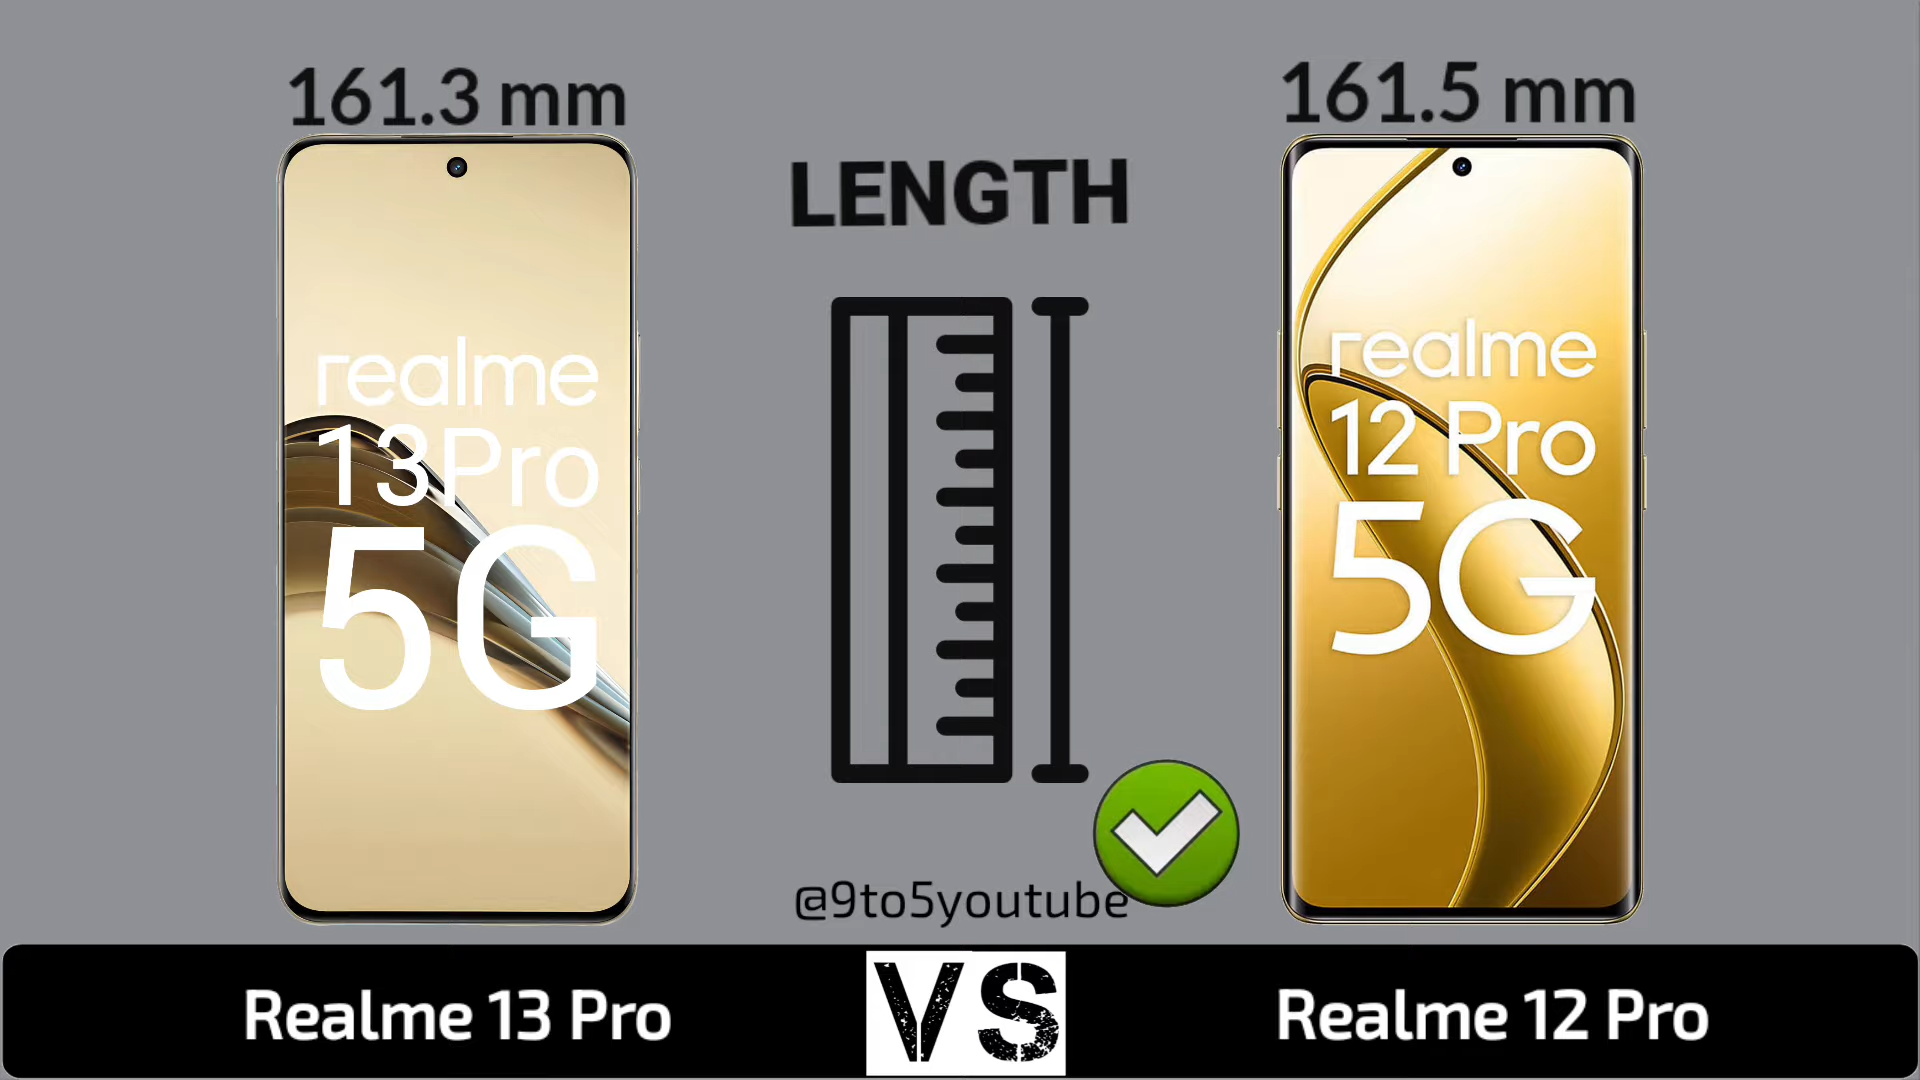 161.3 mm
161.5 mm
LENGTH
realme
13Pro
5G
realme
12 Pro
5G
@9to5youtube
Realme 13 Pro
VS
Realme 12 Pro